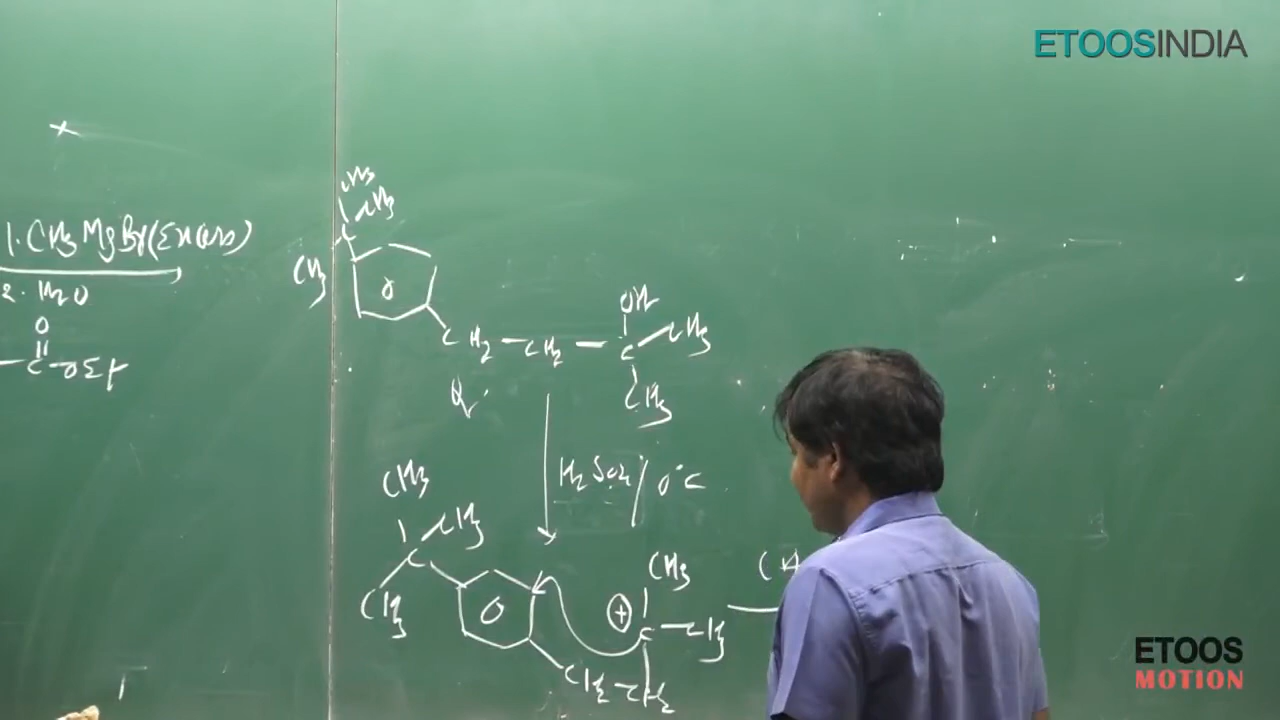 ETOOSINDIA
1. CH3MgBr(Excess)
2. H2O
O
C-OEt
CH3
CH3
C
CH3
CH2-CH2-C
OH
CH3
CH3
Q
H2SO4/0°C
CH3
CH3
C
CH3
CH3
+
C-CH3
CH2-CH2
ETOOS
MOTION